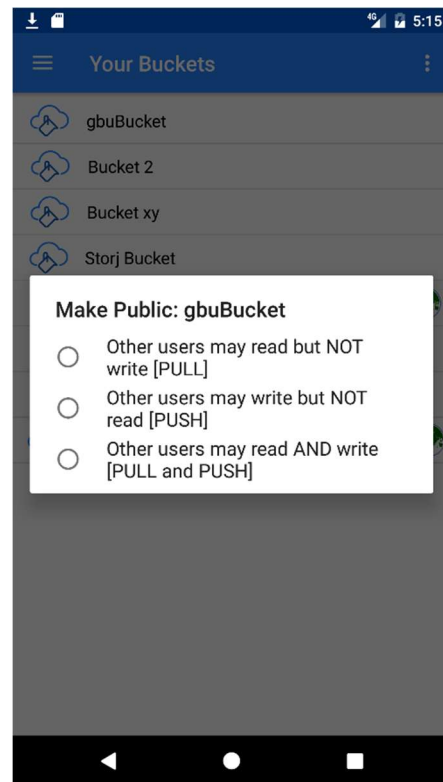 4G 5:15
Your Buckets
gbuBucket
Bucket 2
Bucket xy
Storj Bucket
Make Public: gbuBucket
Other users may read but NOT
write [PULL]
Other users may write but NOT
read [PUSH]
Other users may read AND write
[PULL and PUSH]